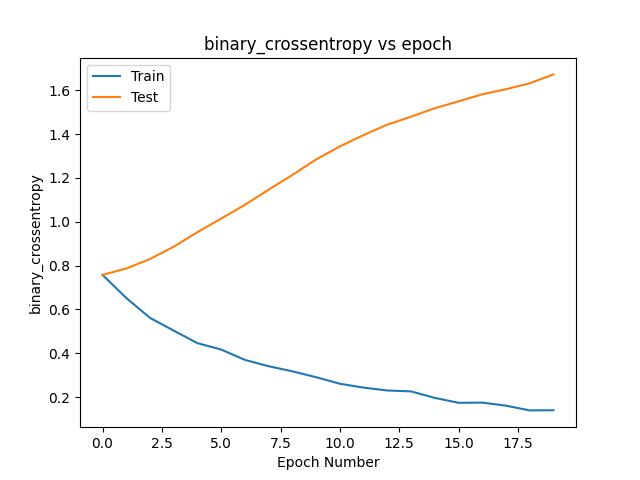 binary_crossentropy vs epoch
Train
Test
binary_crossentropy
1.6
1.4
1.2
1.0
0.8
0.6
0.4
0.2
0.0 2.5 5.0 7.5 10.0 12.5 15.0 17.5
Epoch Number